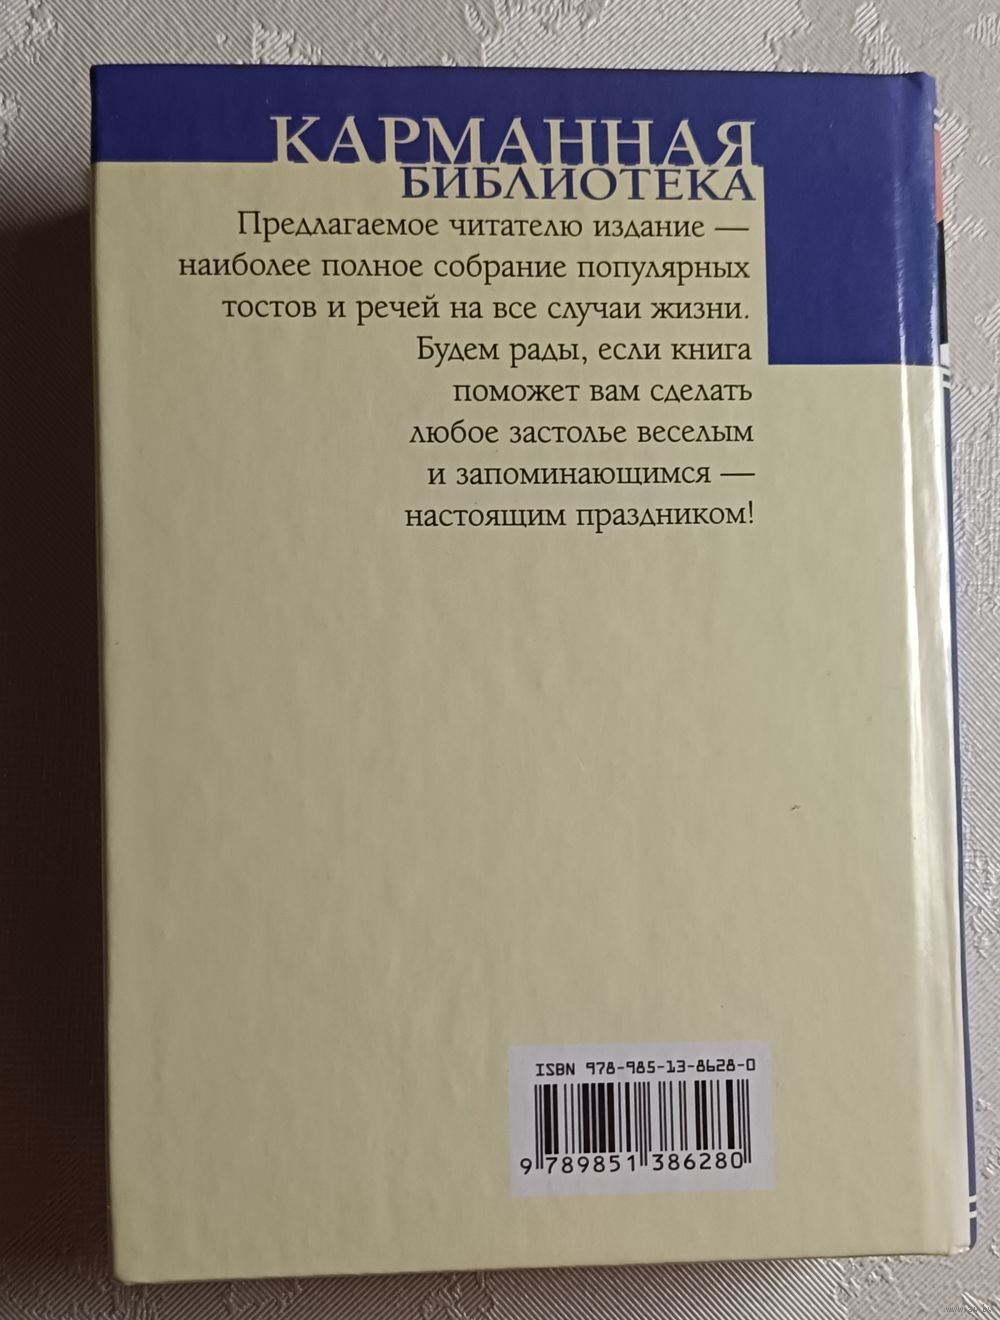 КАРМАННАЯ
БИБЛИОТЕКА
Предлагаемое читателю издание —
наиболее полное собрание популярных
тостов и речей на все случаи жизни.
Будем рады, если книга
поможет вам сделать
любое застолье веселым
и запоминающимся —
настоящим праздником!
ISBN 978-985-13-8628-0
9 789851 386280